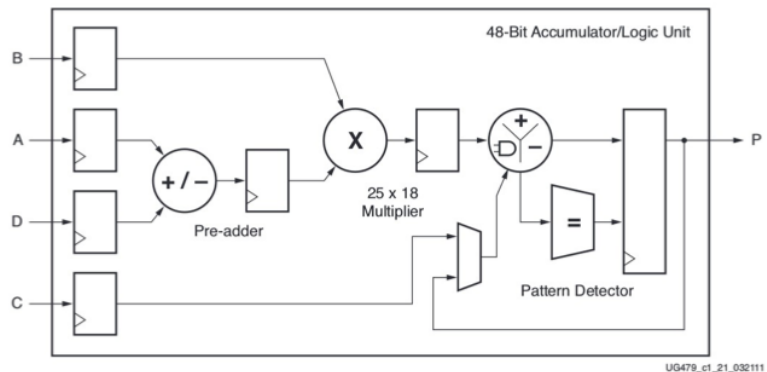 48-Bit Accumulator/Logic Unit
B
A
+
X
+ / −
−
P
D
25 x 18
Multiplier
Pre-adder
=
C
Pattern Detector
UG479_c1_21_032111